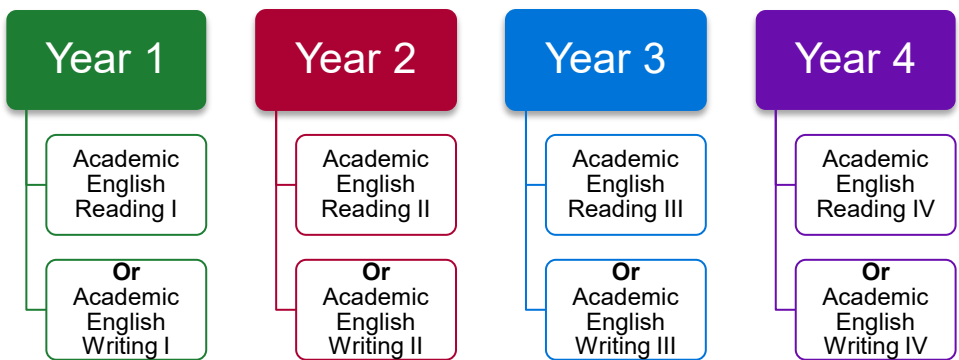 Year 1
Academic
English
Reading I
Or
Academic
English
Writing I
Year 2
Academic
English
Reading II
Or
Academic
English
Writing II
Year 3
Academic
English
Reading III
Or
Academic
English
Writing III
Year 4
Academic
English
Reading IV
Or
Academic
English
Writing IV